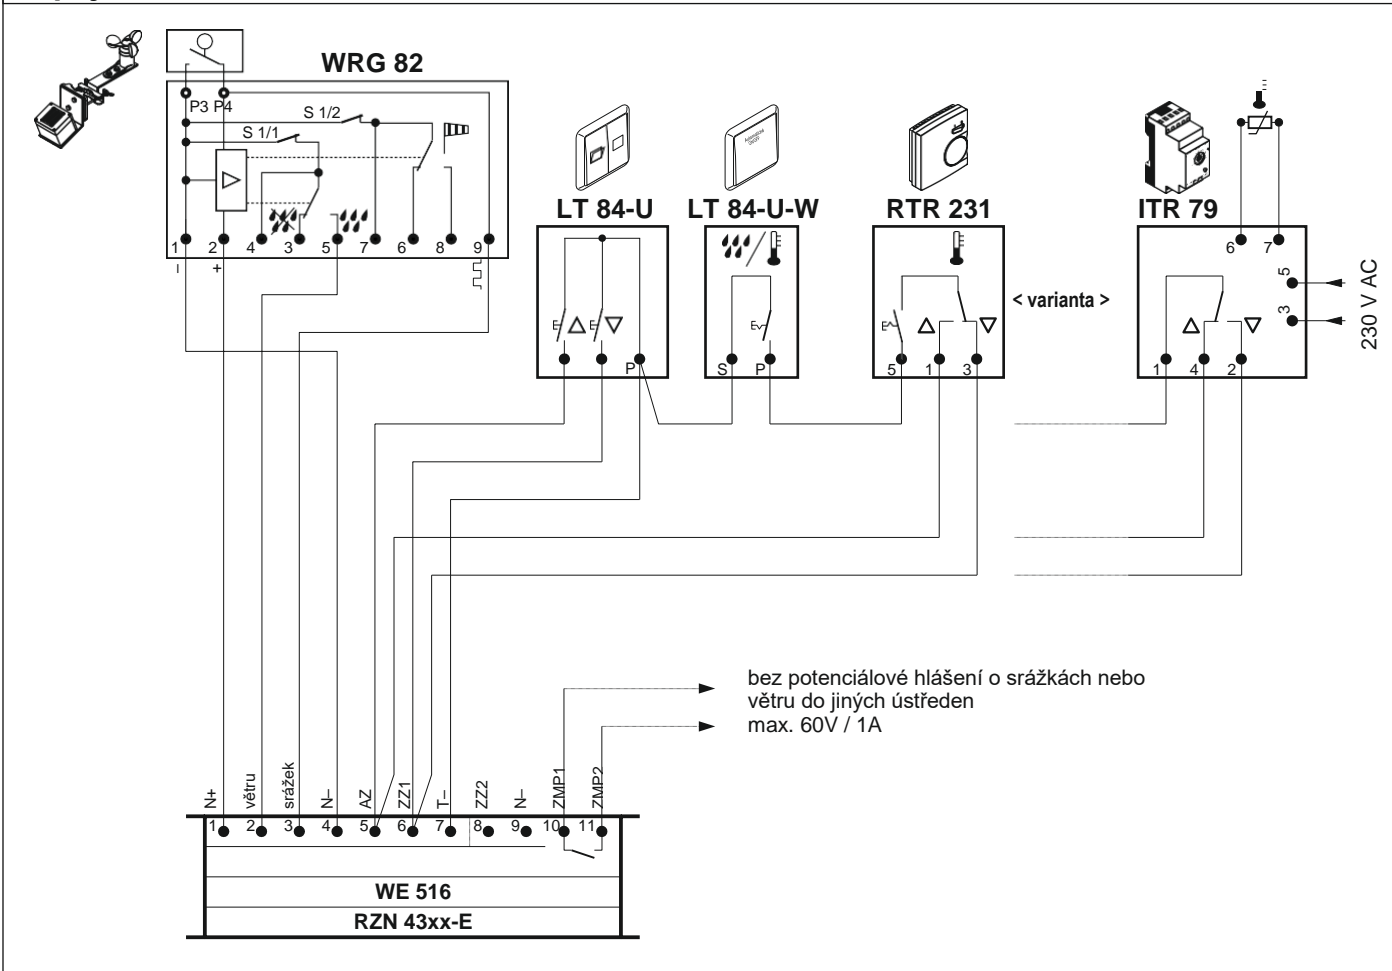 WRG 82
P3 P4
S 1/2
S 1/1
1 2 4 3 5 7 6 8 9
– +
LT 84-U
LT 84-U-W
RTR 231
ITR 79
6 7
5
3
230 V AC
< varianta >
P
S P
5 1 3
1 4 2
bez potenciálové hlášení o srážkách nebo
větru do jiných ústředen
max. 60V / 1A
N+ větru srážek N– AZ ZZ1 T– ZZ2 N– ZMP1 ZMP2
1 2 3 4 5 6 7 8 9 10 11
WE 516
RZN 43xx-E